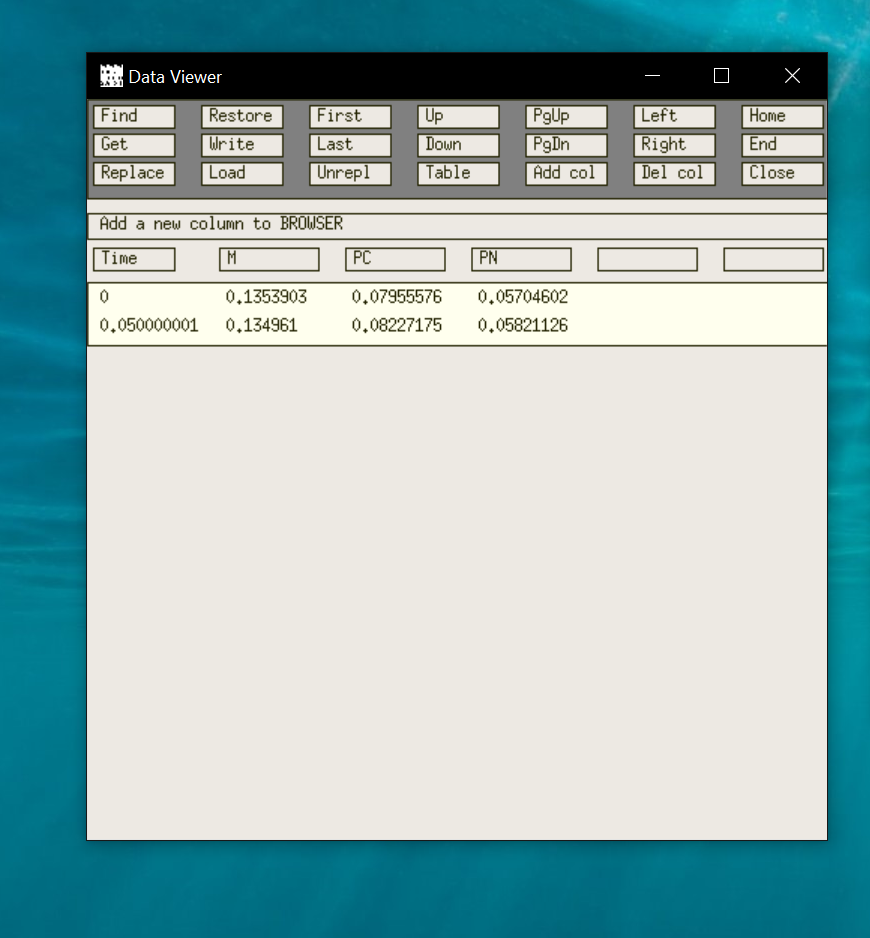 Data Viewer
Find Restore First Up PgUp Left Home
Get Write Last Down PgDn Right End
Replace Load Unrepl Table Add col Del col Close
Add a new column to BROWSER
Time M PC PN
0 0.1353903 0.07955576 0.05704602
0.050000001 0.134961 0.08227175 0.05821126